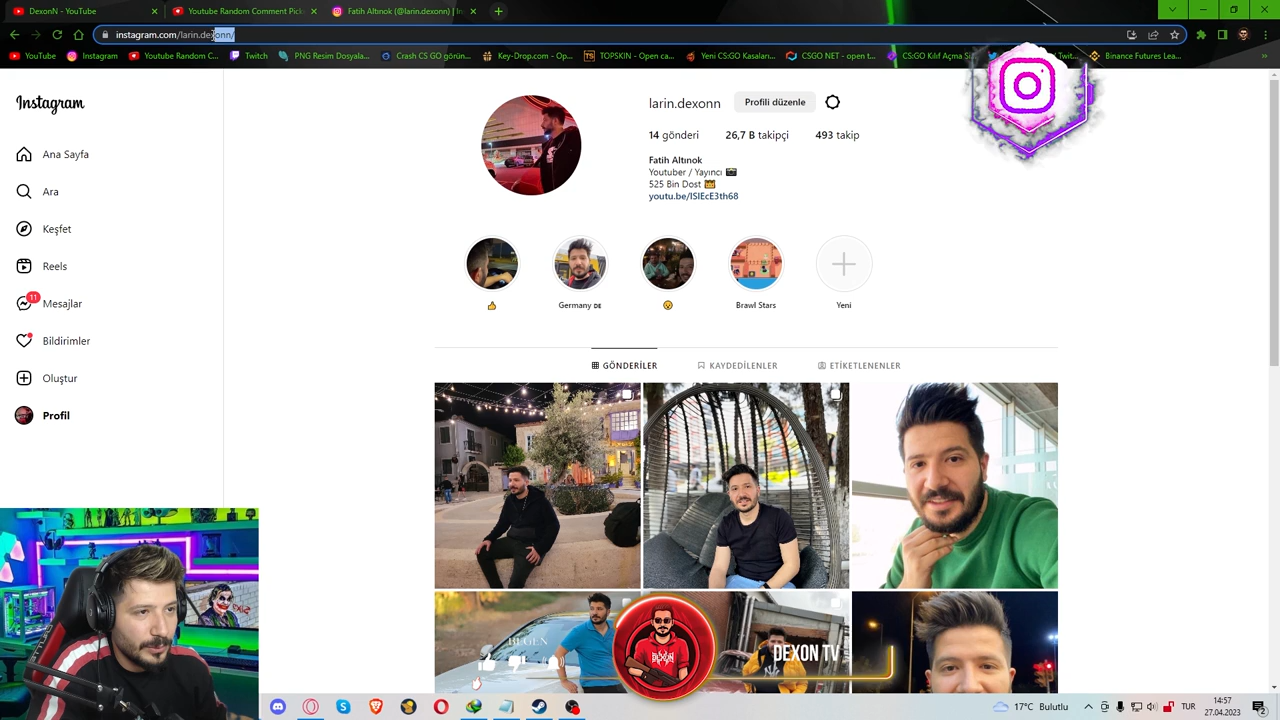 DexonN - YouTube
Youtube Random Comment Pick
Fatih Altınok (@larin.dexonn) | In
instagram.com/larin.dexonn/
YouTube
Instagram
Youtube Random C...
Twitch
PNG Resim Dosyala...
Crash CS GO görün...
Key-Drop.com - Op...
TOPSKIN - Open ca...
Yeni CS:GO Kasaları...
CSGO NET - open t...
CS:GO Kılıf Açma Si
Twit...
Binance Futures Lea...
Instagram
Ana Sayfa
Ara
Keşfet
Reels
11
Mesajlar
Bildirimler
Oluştur
Profil
larin.dexonn
Profili düzenle
14 gönderi
26,7 B takipçi
493 takip
Fatih Altınok
Youtuber / Yayıncı 📷
525 Bin Dost 👑
youtu.be/ISIEcE3th68
👍
Germany 🇩🇪
😮
Brawl Stars
Yeni
GÖNDERİLER
KAYDEDİLENLER
ETİKETLENENLER
BUGEN
DEXON TV
17°C Bulutlu
TUR
14:57
27.04.2023
2